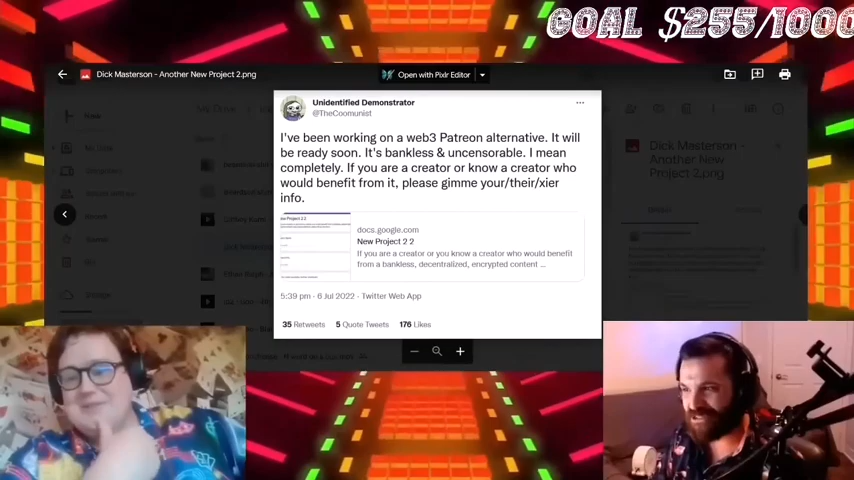 GOAL $255/1000
Dick Masterson - Another New Project 2.png
Open with Pixlr Editor
Unidentified Demonstrator
@TheCoomunist
I've been working on a web3 Patreon alternative. It will
be ready soon. It's bankless & uncensorable. I mean
completely. If you are a creator or know a creator who
would benefit from it, please gimme your/their/xier
info.
docs.google.com
New Project 2 2
If you are a creator or you know a creator who would benefit
from a bankless, decentralized, encrypted content ...
5:39 pm · 6 Jul 2022 · Twitter Web App
35 Retweets 5 Quote Tweets 176 Likes
Dick Masterson -
Another New
Project 2.png